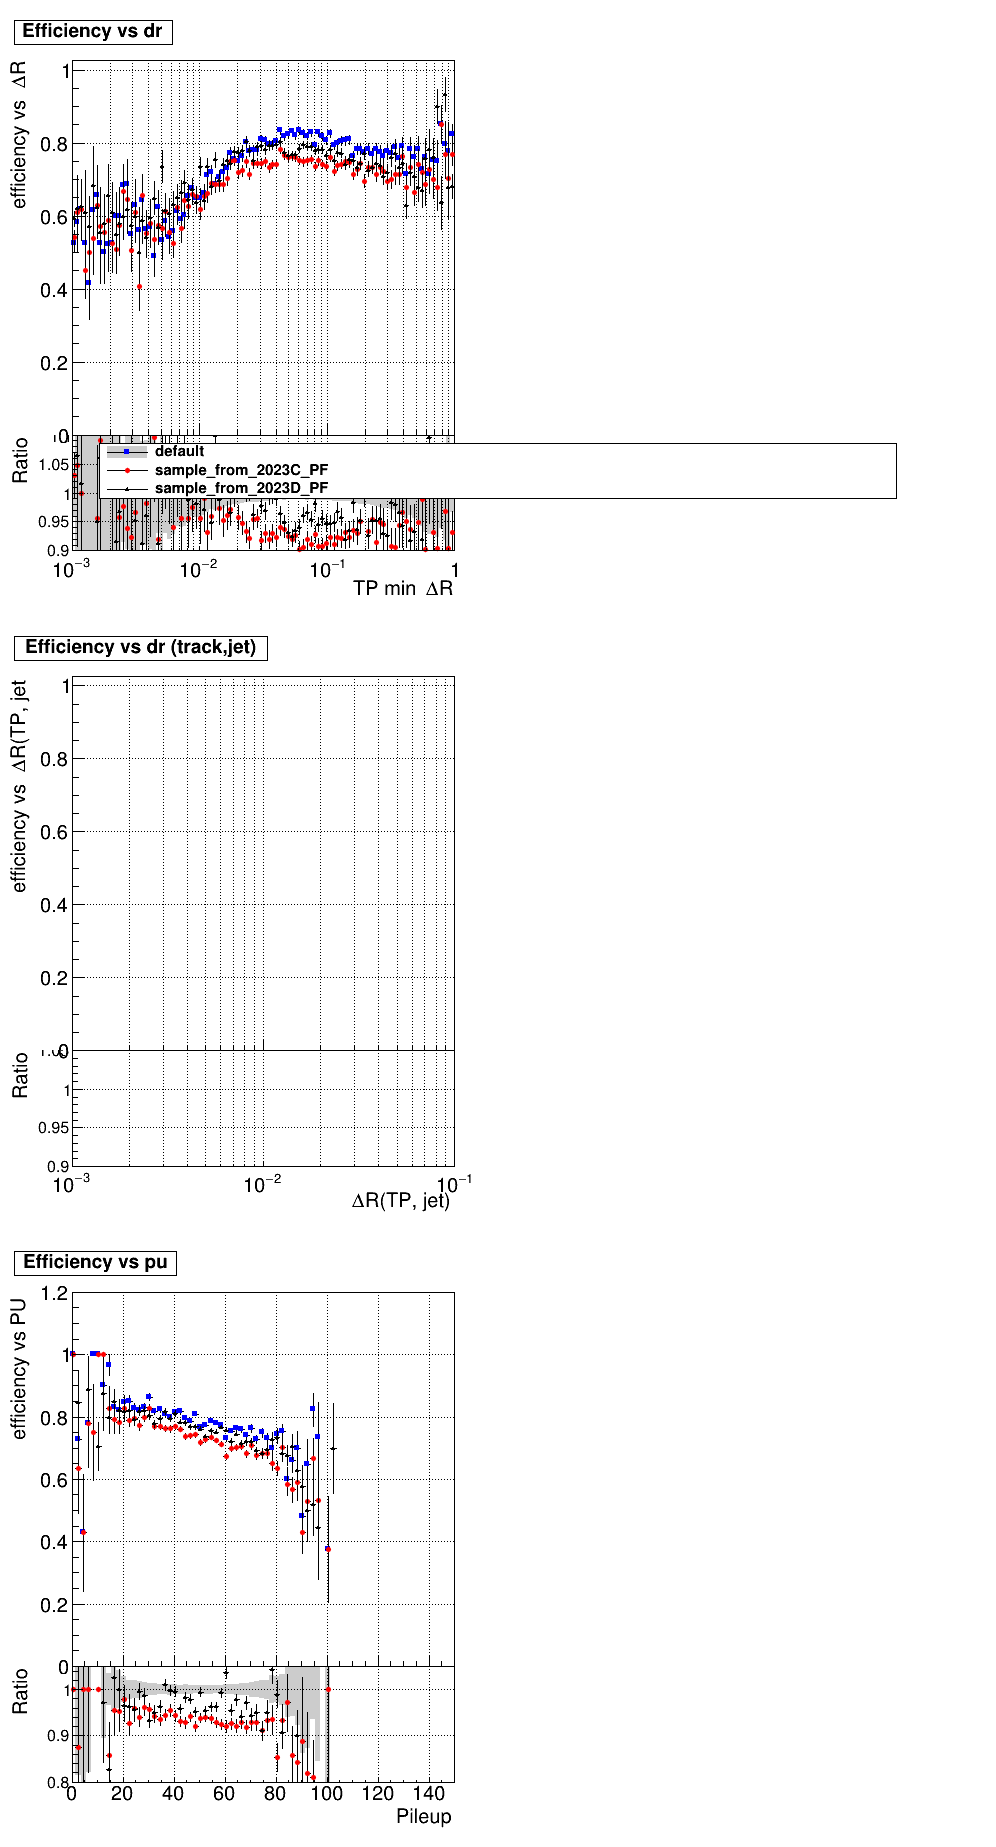 Efficiency vs dr
efficiency vs ΔR
1
0.8
0.6
0.4
0.2
0
Ratio
1.05
1
0.95
0.9
default
sample_from_2023C_PF
sample_from_2023D_PF
10⁻³ 10⁻² 10⁻¹ 1
TP min ΔR
Efficiency vs dr (track,jet)
efficiency vs ΔR(TP, jet
1
0.8
0.6
0.4
0.2
0
Ratio
1
0.95
0.9
10⁻³ 10⁻² 10⁻¹
ΔR(TP, jet)
Efficiency vs pu
efficiency vs PU
1.2
1
0.8
0.6
0.4
0.2
0
Ratio
1
0.9
0.8
0 20 40 60 80 100 120 140
Pileup